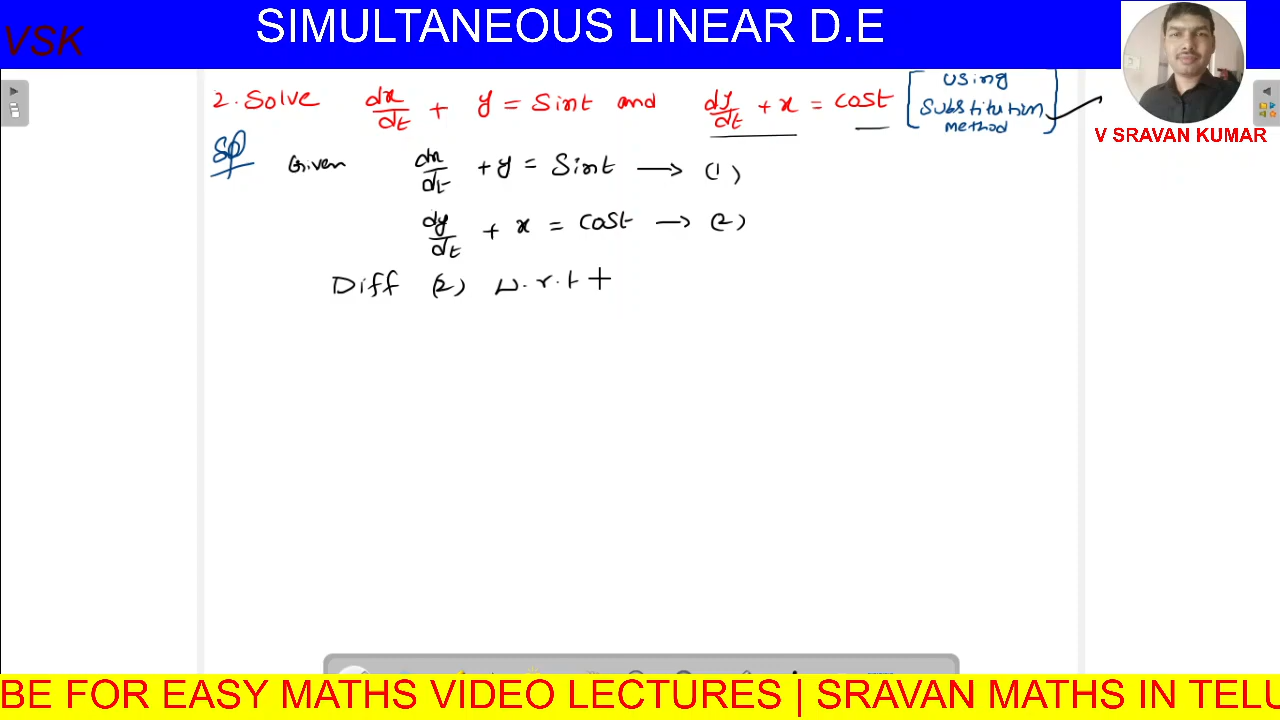 SIMULTANEOUS LINEAR D.E
VSK
2. Solve dx/dt + y = Sint and dy/dt + x = cost [using substitution method]
V SRAVAN KUMAR
Sol
Given dx/dt + y = Sint → (1)
dy/dt + x = cost → (2)
Diff (2) w.r.t t
BE FOR EASY MATHS VIDEO LECTURES | SRAVAN MATHS IN TELU